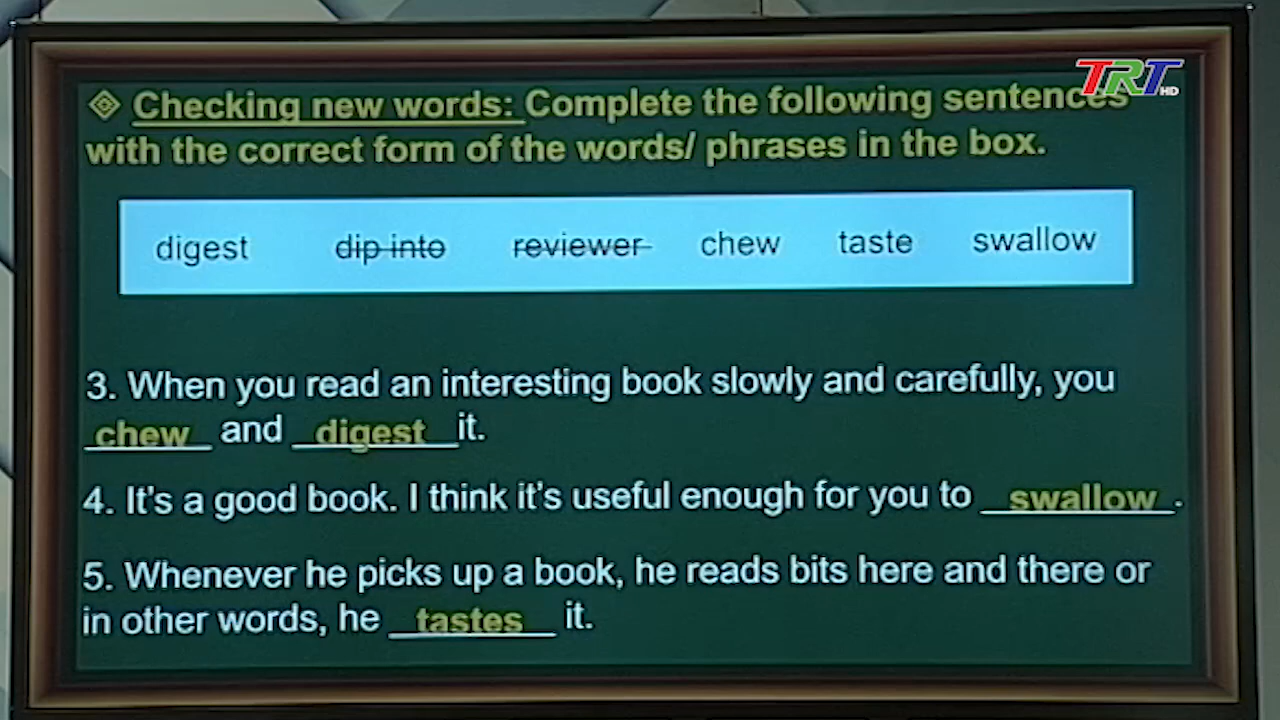 TRT HD
Checking new words: Complete the following sentences
with the correct form of the words/ phrases in the box.
digest dip into reviewer chew taste swallow
3. When you read an interesting book slowly and carefully, you
chew and digest it.
4. It's a good book. I think it's useful enough for you to swallow .
5. Whenever he picks up a book, he reads bits here and there or
in other words, he tastes it.